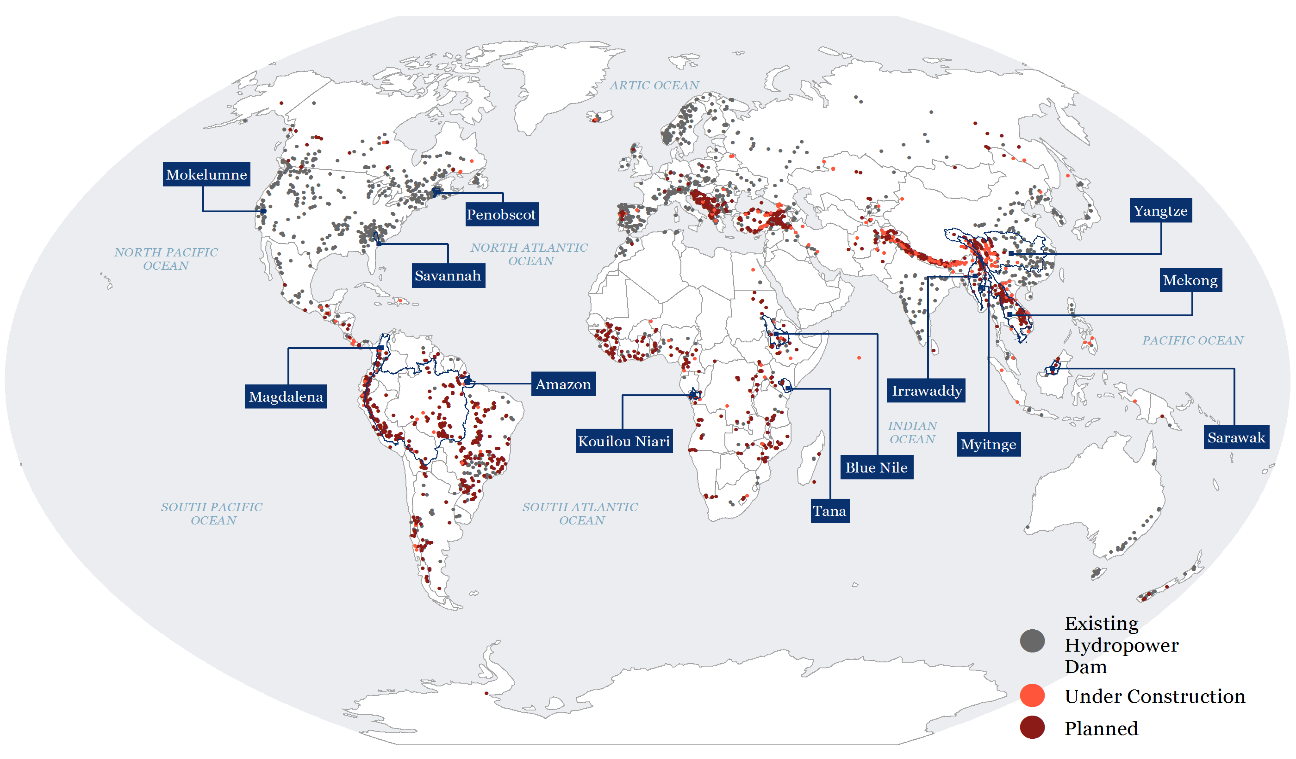 ARTIC OCEAN
Mokelumne
Penobscot
Yangtze
NORTH PACIFIC
OCEAN
NORTH ATLANTIC
OCEAN
Savannah
Mekong
PACIFIC OCEAN
Magdalena
Amazon
Irrawaddy
Kouilou Niari
INDIAN
OCEAN
Myitnge
Sarawak
Blue Nile
SOUTH PACIFIC
OCEAN
SOUTH ATLANTIC
OCEAN
Tana
Existing
Hydropower
Dam
Under Construction
Planned